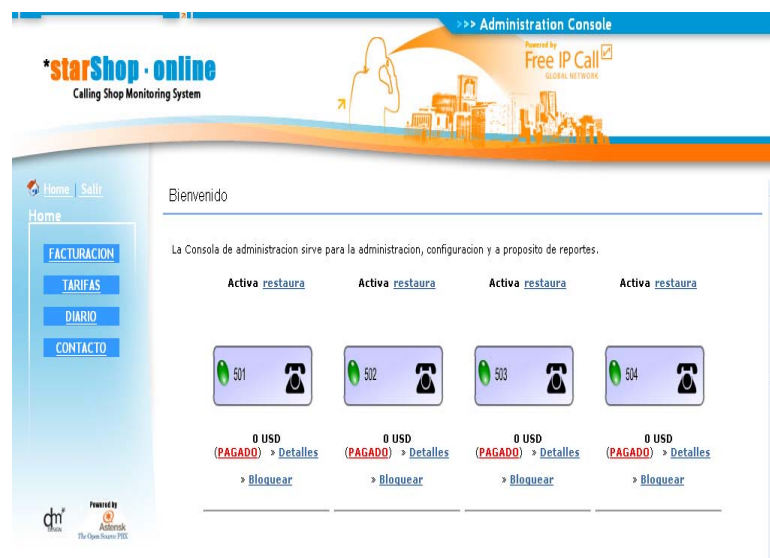 >>> Administration Console
*starShop · online
Calling Shop Monitoring System
Powered by
Free IP Call
GLOBAL NETWORK
Home | Salir
Home
FACTURACION
TARIFAS
DIARIO
CONTACTO
Bienvenido
La Consola de administracion sirve para la administracion, configuracion y a proposito de reportes.
Activa restaura Activa restaura Activa restaura Activa restaura
501 502 503 504
0 USD 0 USD 0 USD 0 USD
(PAGADO) » Detalles (PAGADO) » Detalles (PAGADO) » Detalles (PAGADO) » Detalles
» Bloquear » Bloquear » Bloquear » Bloquear
dm
Powered by
Asterisk
The Open Source PBX